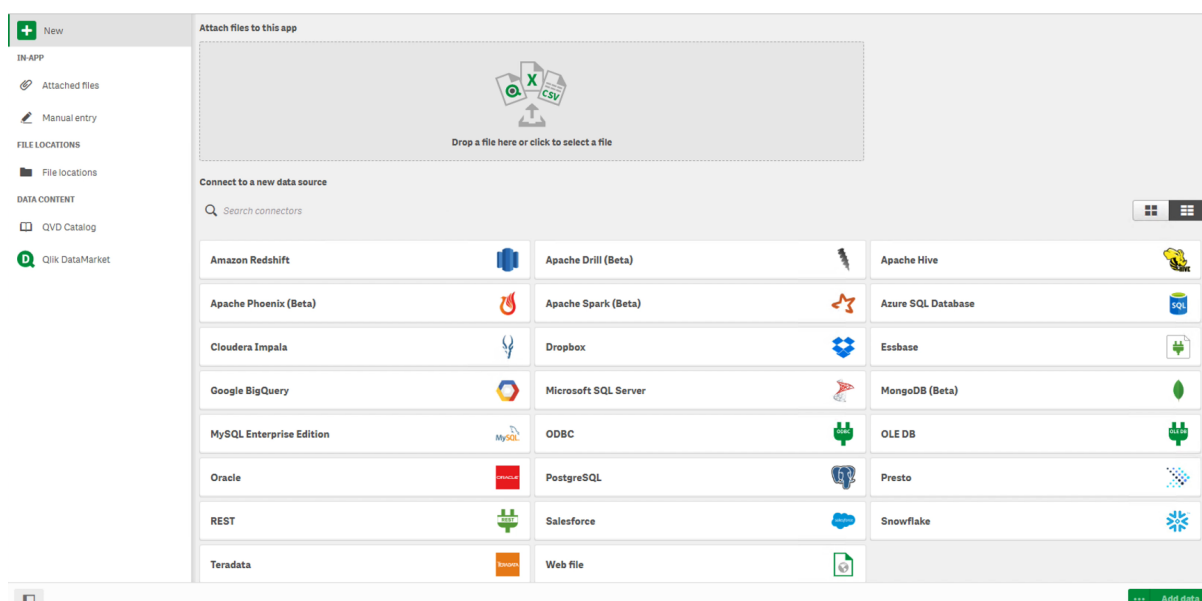 New
Attach files to this app
IN-APP
Attached files
Manual entry
FILE LOCATIONS
File locations
DATA CONTENT
QVD Catalog
D Qlik DataMarket
X
CSV
Drop a file here or click to select a file
Connect to a new data source
Search connectors
Amazon Redshift
Apache Drill (Beta)
Apache Hive
HIVE
Apache Phoenix (Beta)
Apache Spark (Beta)
Azure SQL Database
SQL
Cloudera Impala
Dropbox
Essbase
Google BigQuery
Microsoft SQL Server
MongoDB (Beta)
MySQL Enterprise Edition
MySQL
ODBC
ODBC
OLE DB
OLE DB
Oracle
ORACLE
PostgreSQL
Presto
REST
REST
Salesforce
salesforce
Snowflake
Teradata
TERADATA
Web file
Add data